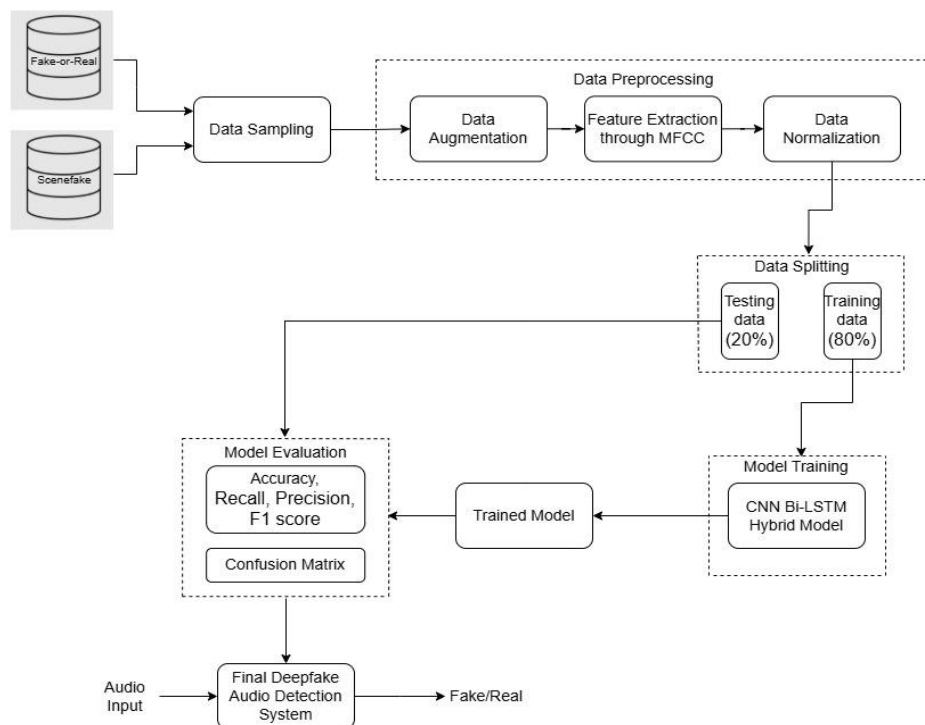 Fake-or-Real
Scenefake
Data Sampling
Data Preprocessing
Data
Augmentation
Feature Extraction
through MFCC
Data
Normalization
Data Splitting
Testing
data
(20%)
Training
data
(80%)
Model Training
CNN Bi-LSTM
Hybrid Model
Trained Model
Model Evaluation
Accuracy,
Recall, Precision,
F1 score
Confusion Matrix
Audio
Input
Final Deepfake
Audio Detection
System
Fake/Real